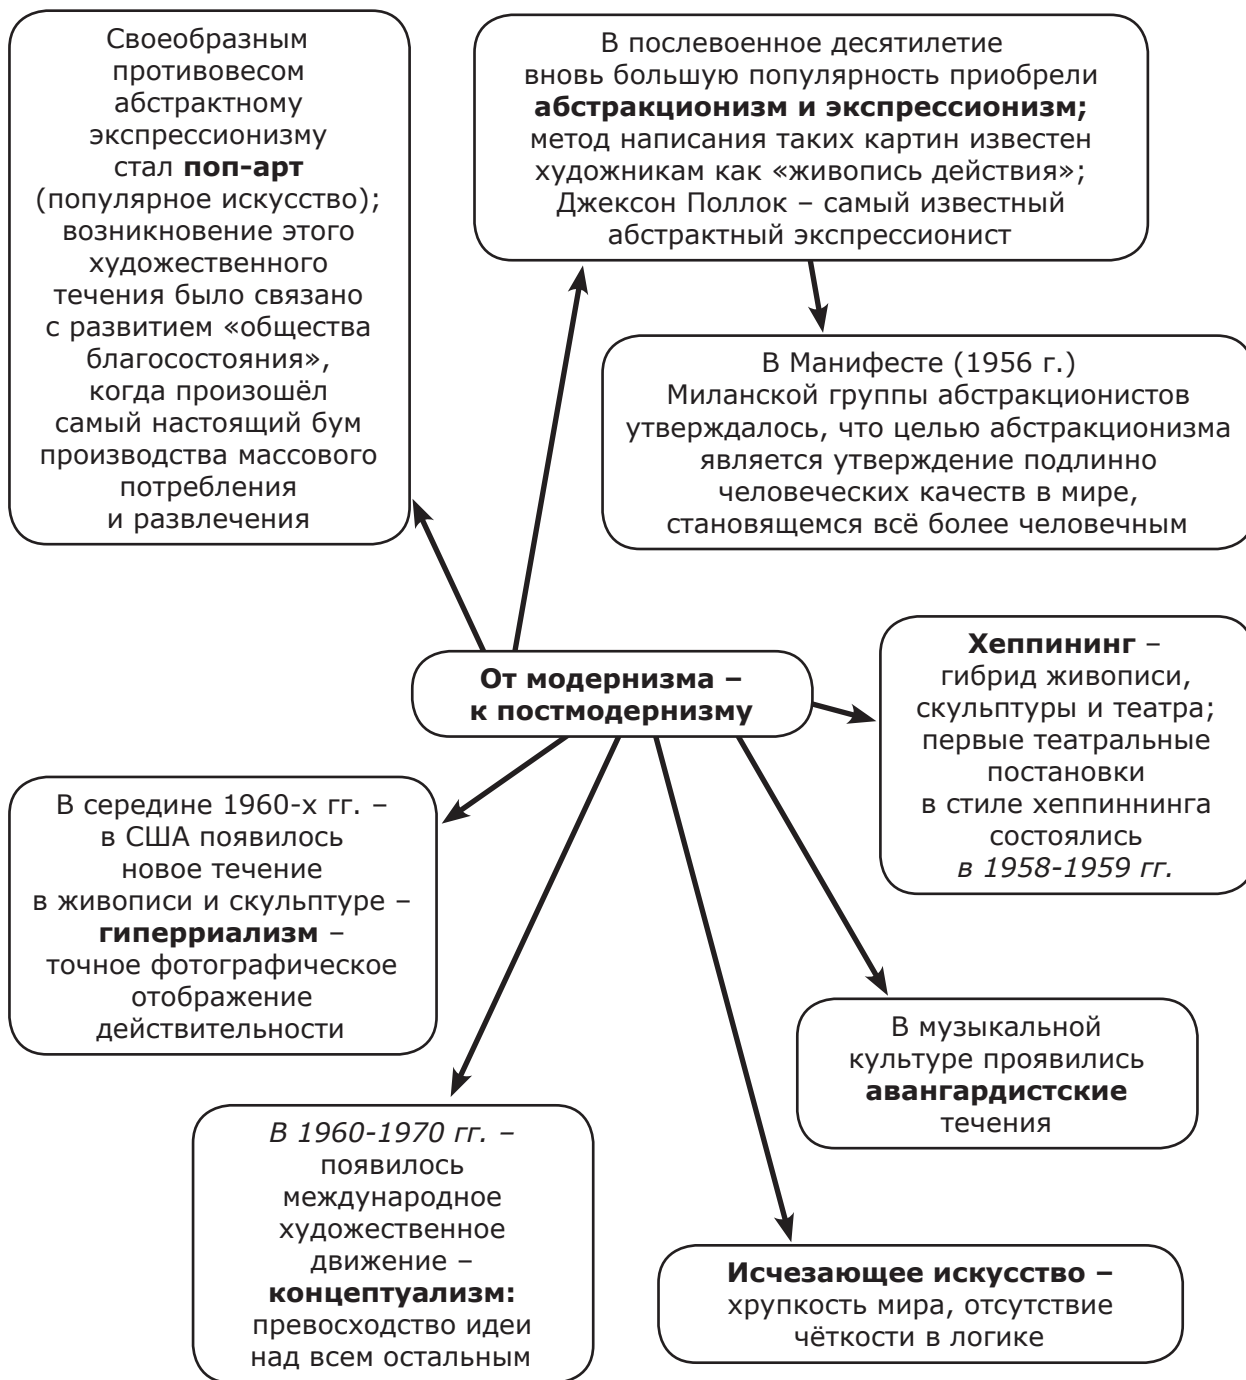 Своеобразным
противовесом
абстрактному
экспрессионизму
стал поп-арт
(популярное искусство);
возникновение этого
художественного
течения было связано
с развитием «общества
благосостояния»,
когда произошёл
самый настоящий бум
производства массового
потребления
и развлечения
В послевоенное десятилетие
вновь большую популярность приобрели
абстракционизм и экспрессионизм;
метод написания таких картин известен
художникам как «живопись действия»;
Джексон Поллок – самый известный
абстрактный экспрессионист
В Манифесте (1956 г.)
Миланской группы абстракционистов
утверждалось, что целью абстракционизма
является утверждение подлинно
человеческих качеств в мире,
становящемся всё более человечным
От модернизма –
к постмодернизму
Хеппининг –
гибрид живописи,
скульптуры и театра;
первые театральные
постановки
в стиле хеппиннинга
состоялись
в 1958-1959 гг.
В середине 1960-х гг. –
в США появилось
новое течение
в живописи и скульптуре –
гиперриализм –
точное фотографическое
отображение
действительности
В музыкальной
культуре проявились
авангардистские
течения
В 1960-1970 гг. –
появилось
международное
художественное
движение –
концептуализм:
превосходство идеи
над всем остальным
Исчезающее искусство –
хрупкость мира, отсутствие
чёткости в логике